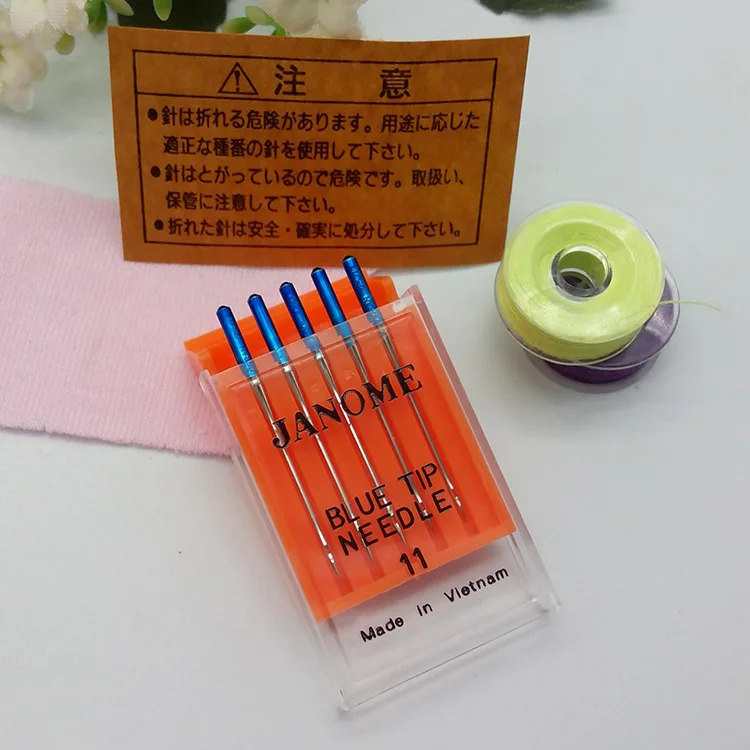 ⚠注 意
●針は折れる危険があります。用途に応じた
適正な種番の針を使用して下さい。
●針はとがっているので危険です。取扱い、
保管に注意して下さい。
●折れた針は安全・確実に処分して下さい。
JANOME
BLUE TIP
NEEDLE
11
Made in Vietnam